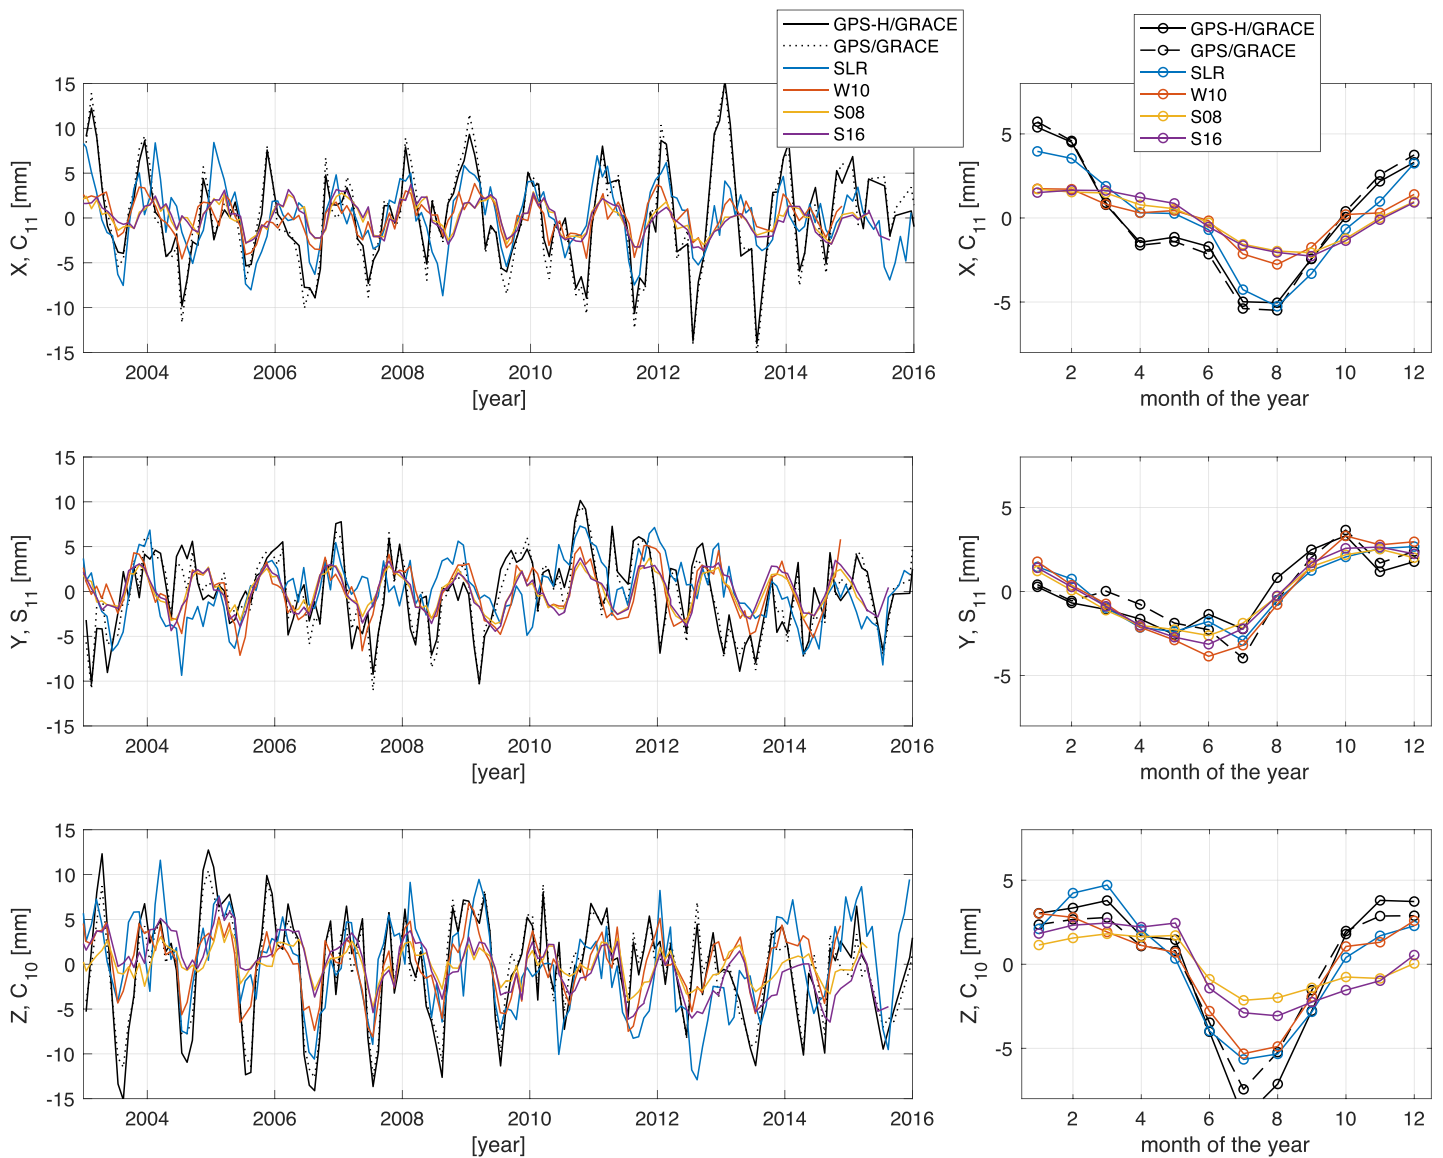 GPS-H/GRACE
GPS/GRACE
SLR
W10
S08
S16
GPS-H/GRACE
GPS/GRACE
SLR
W10
S08
S16
X, C11 [mm]
15
10
5
0
-5
-10
-15
2004 2006 2008 2010 2012 2014 2016
[year]
X, C11 [mm]
5
0
-5
2 4 6 8 10 12
month of the year
Y, S11 [mm]
15
10
5
0
-5
-10
-15
2004 2006 2008 2010 2012 2014 2016
[year]
Y, S11 [mm]
5
0
-5
2 4 6 8 10 12
month of the year
Z, C10 [mm]
15
10
5
0
-5
-10
-15
2004 2006 2008 2010 2012 2014 2016
[year]
Z, C10 [mm]
5
0
-5
2 4 6 8 10 12
month of the year